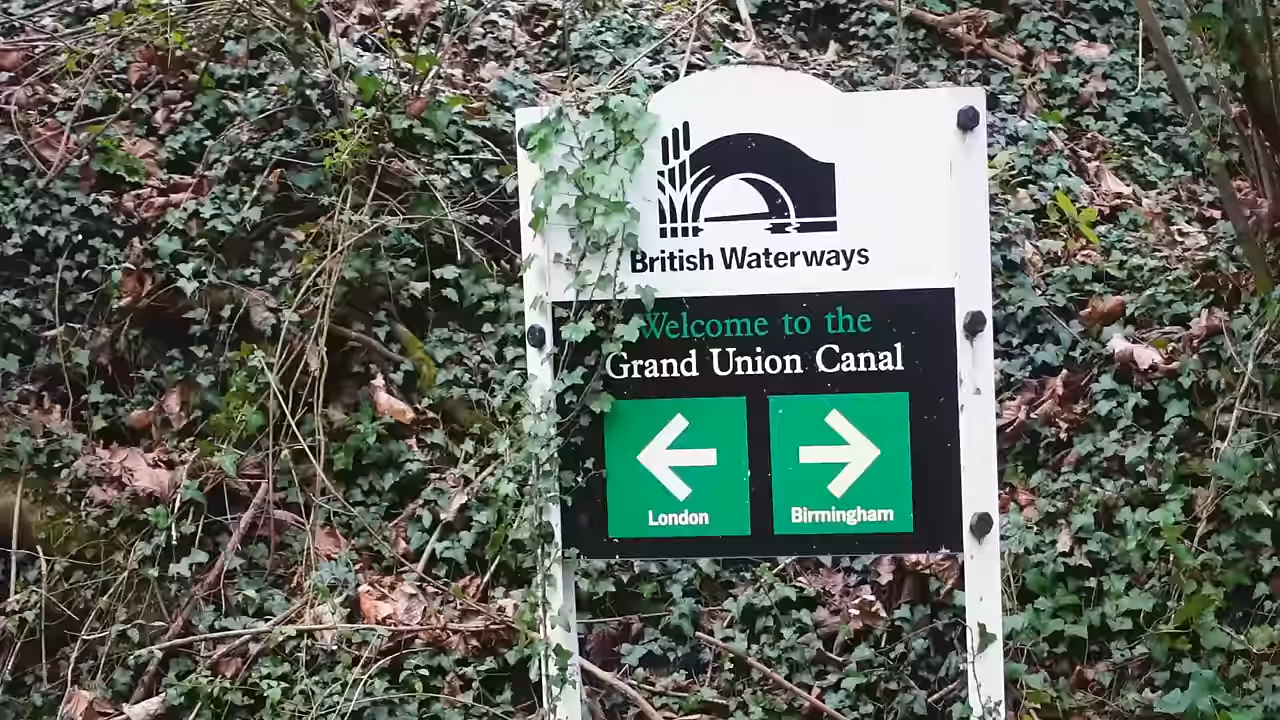 British Waterways
Welcome to the
Grand Union Canal
London
Birmingham